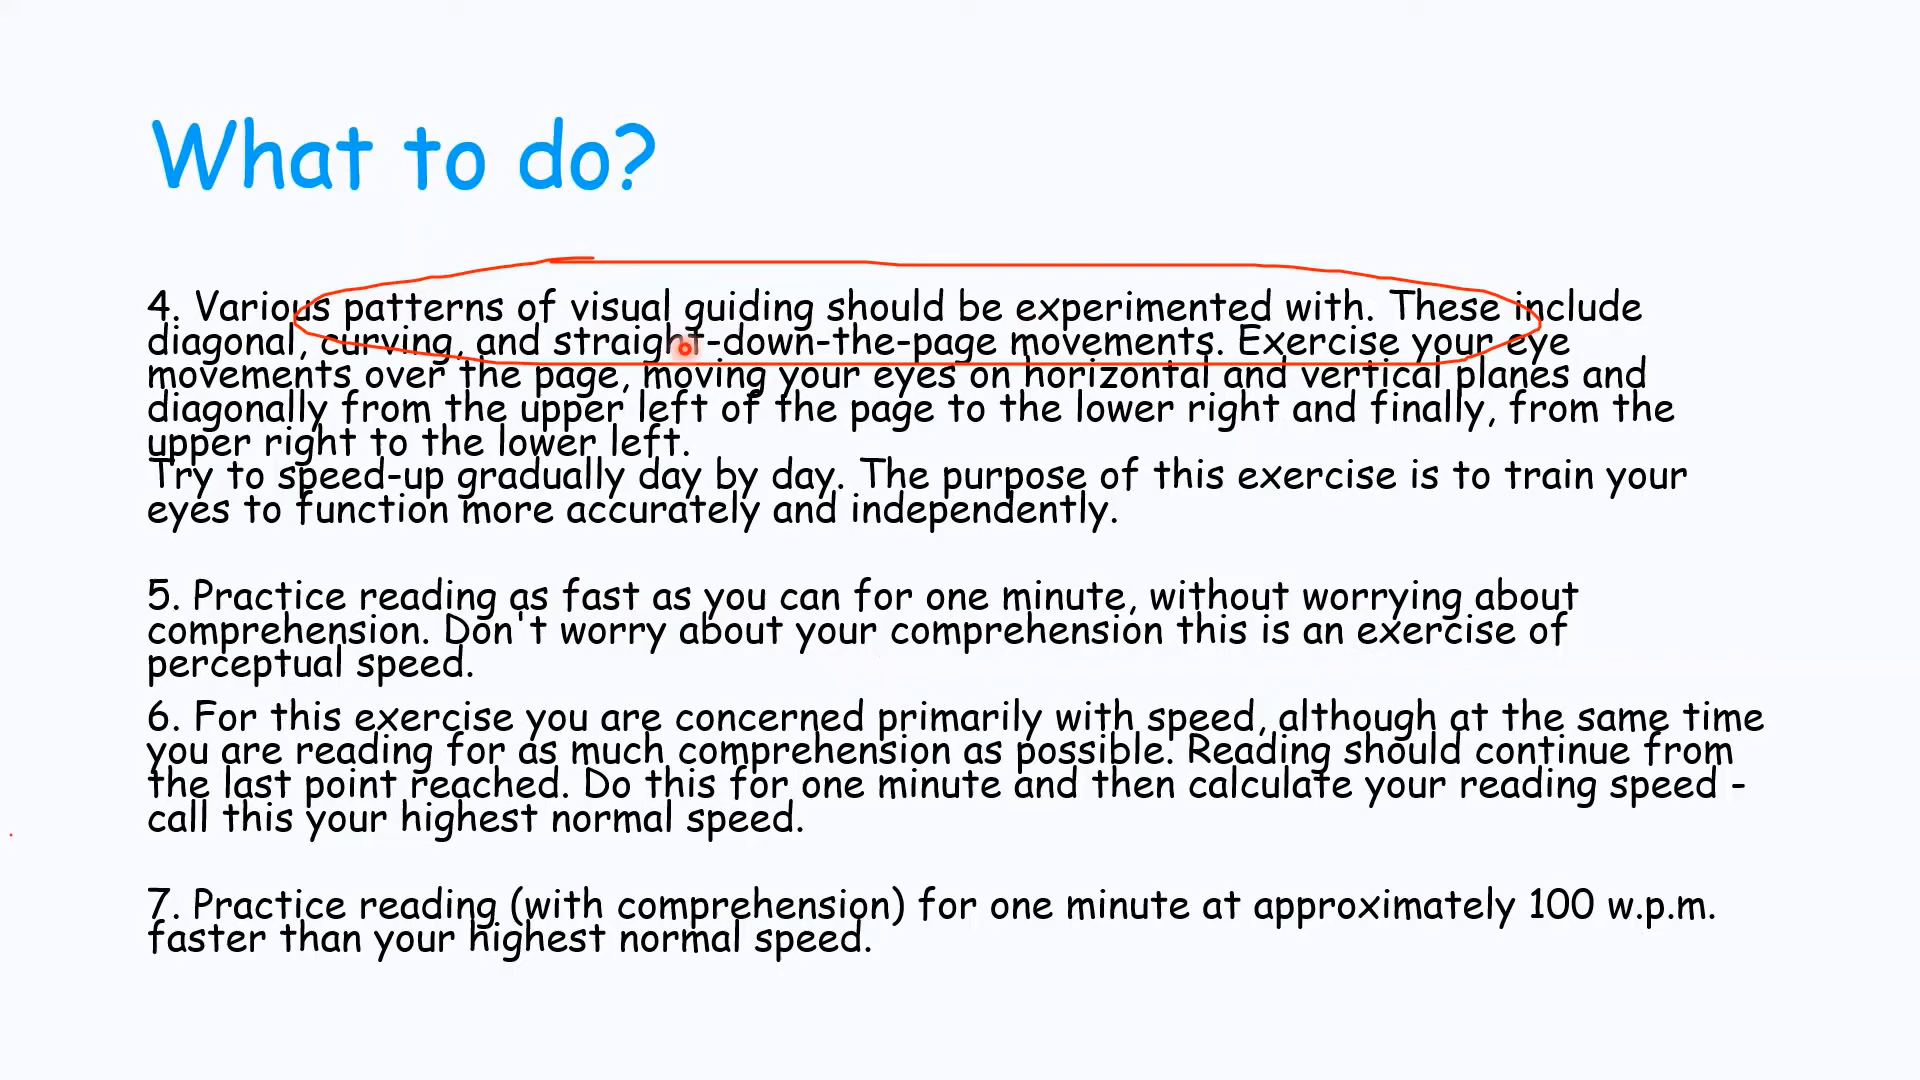 What to do?
4. Various patterns of visual guiding should be experimented with. These include
diagonal, curving, and straight-down-the-page movements. Exercise your eye
movements over the page, moving your eyes on horizontal and vertical planes and
diagonally from the upper left of the page to the lower right and finally, from the
upper right to the lower left.
Try to speed-up gradually day by day. The purpose of this exercise is to train your
eyes to function more accurately and independently.
5. Practice reading as fast as you can for one minute, without worrying about
comprehension. Don't worry about your comprehension this is an exercise of
perceptual speed.
6. For this exercise you are concerned primarily with speed, although at the same time
you are reading for as much comprehension as possible. Reading should continue from
the last point reached. Do this for one minute and then calculate your reading speed -
call this your highest normal speed.
7. Practice reading (with comprehension) for one minute at approximately 100 w.p.m.
faster than your highest normal speed.